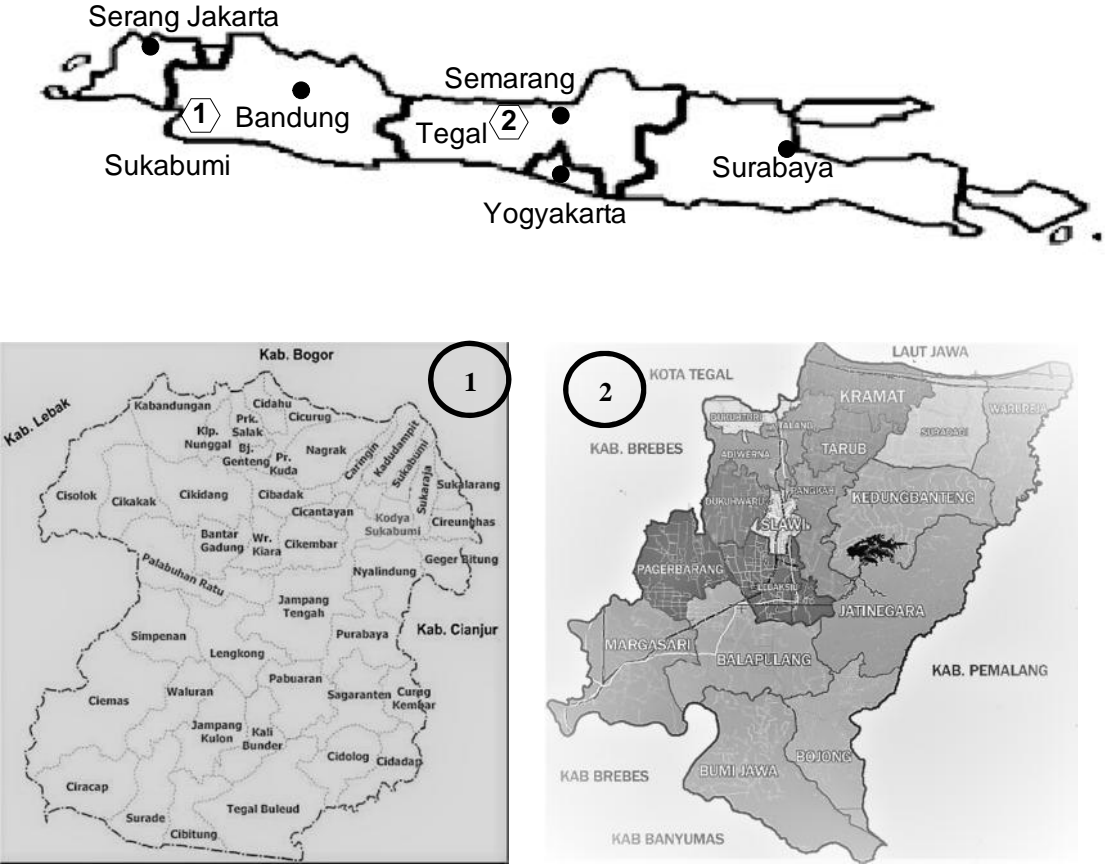 Serang Jakarta
Semarang
1
Bandung
Tegal
2
Sukabumi
Surabaya
Yogyakarta
1
Kab. Bogor
Kab. Lebak
Kabandungan
Cidahu
Cicurug
Prk.
Salak
Klp.
Nunggal
Bj.
Genteng
Pr.
Kuda
Nagrak
Caringin
Kadudampit
Sukabumi
Sukaraja
Sukalarang
Cisolok
Cikakak
Cikidang
Cibadak
Cicantayan
Kodya
Sukabumi
Cireunghas
Bantar
Gadung
Wr.
Kiara
Cikembar
Geger Bitung
Nyalindung
Palabuhan Ratu
Jampang
Tengah
Simpenan
Purabaya
Kab. Cianjur
Lengkong
Pabuaran
Ciemas
Waluran
Sagaranten
Curug
Kembar
Jampang
Kulon
Kali
Bunder
Cidolog
Cidadap
Ciracap
Tegal Buleud
Surade
Cibitung
2
LAUT JAWA
KOTA TEGAL
KRAMAT
WARUREJA
SURADADI
TALANG
KAB. BREBES
ADIWERNA
TARUB
PANGKAH
KEDUNGBANTENG
DUKUHWARU
SLAWI
PAGERBARANG
LEBAKSIU
JATINEGARA
MARGASARI
BALAPULANG
KAB. PEMALANG
BOJONG
KAB BREBES
BUMI JAWA
KAB BANYUMAS